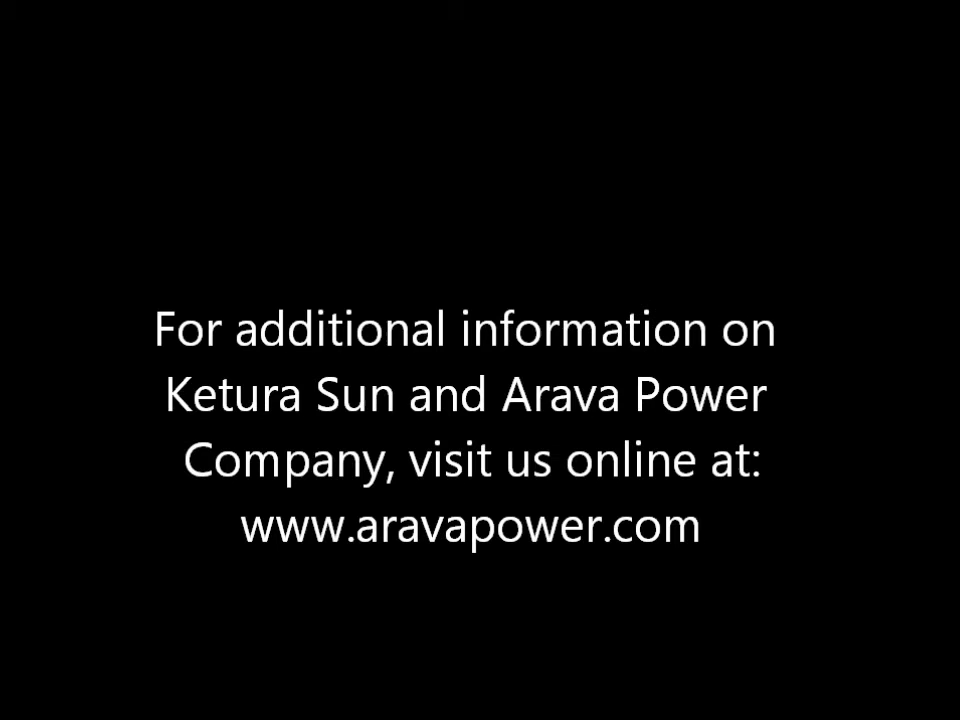 For additional information on
Ketura Sun and Arava Power
Company, visit us online at:
www.aravapower.com